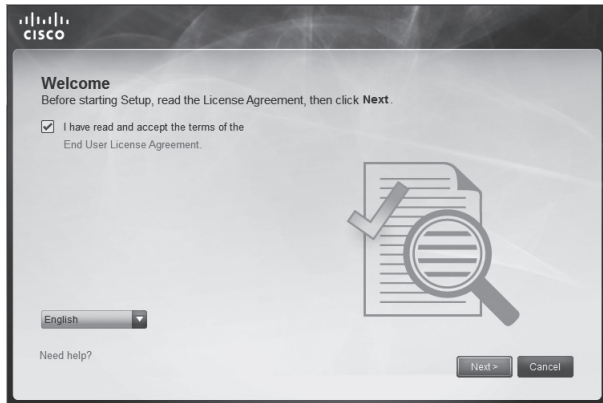 CISCO
Welcome
Before starting Setup, read the License Agreement, then click Next.
I have read and accept the terms of the
End User License Agreement.
English
Need help?
Next >
Cancel